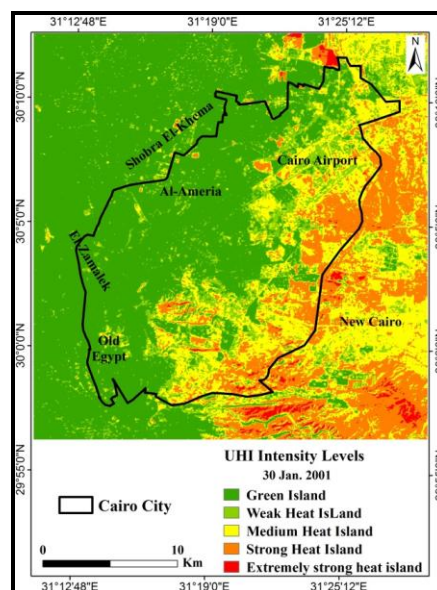 31°12'48"E 31°19'0"E 31°25'12"E
N
30°10'0"N
Shobra El-Khema
Cairo Airport
Al-Ameria
30°5'0"N
El-Zamalek
New Cairo
Old
Egypt
30°0'0"N
UHI Intensity Levels
30 Jan. 2001
29°55'0"N
Cairo City
Green Island
Weak Heat IsLand
Medium Heat Island
Strong Heat Island
Extremely strong heat island
0 10
Km
31°12'48"E 31°19'0"E 31°25'12"E